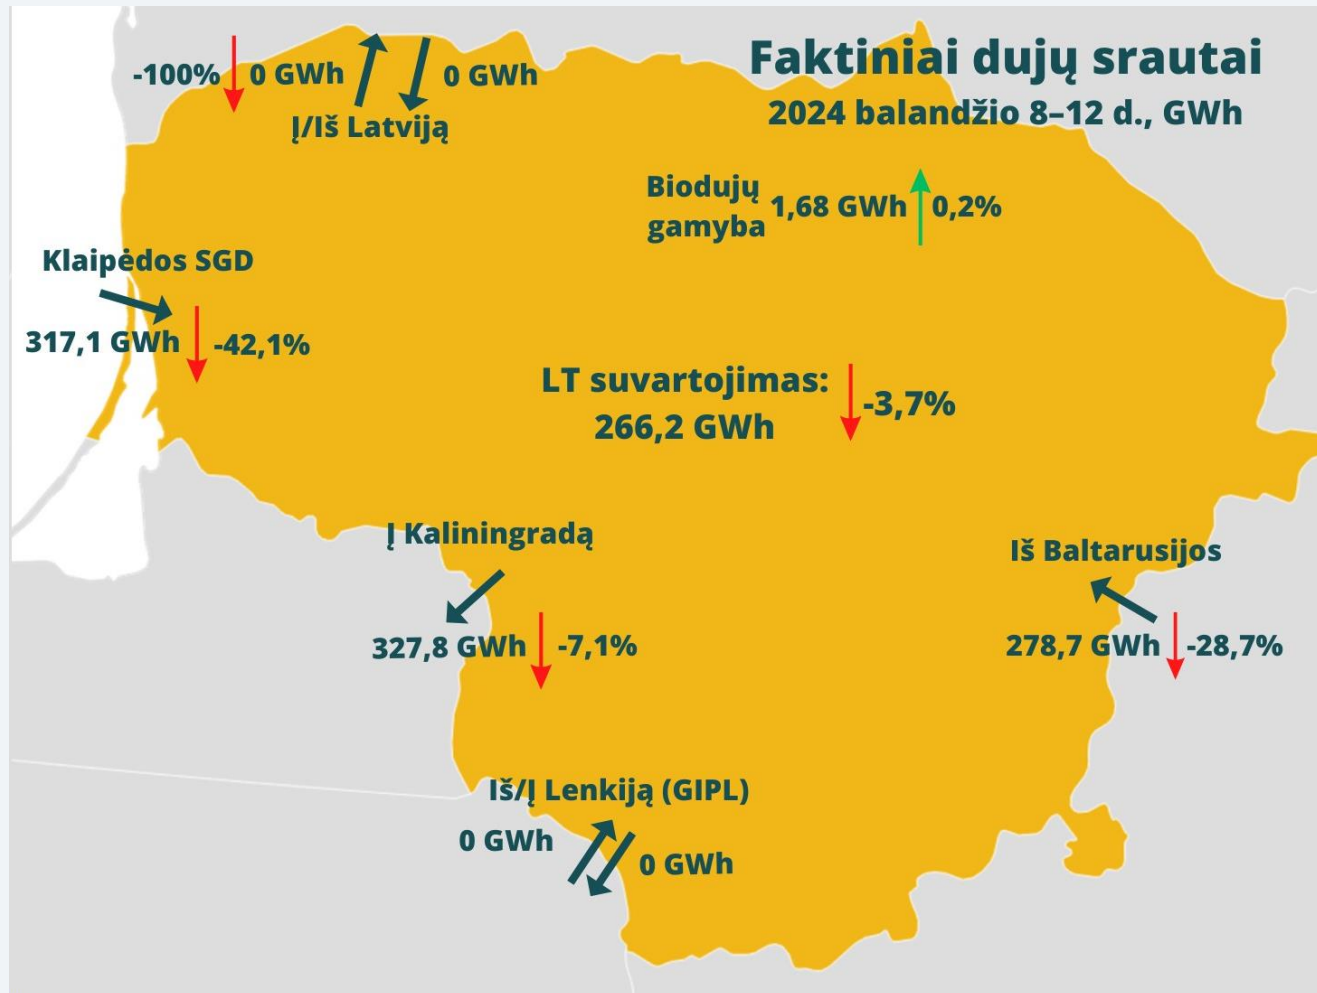 Faktiniai dujų srautai
2024 balandžio 8–12 d., GWh
-100% 0 GWh 0 GWh
Į/Iš Latviją
Biodujų
gamyba 1,68 GWh 0,2%
Klaipėdos SGD
317,1 GWh -42,1%
LT suvartojimas:
266,2 GWh
-3,7%
Į Kaliningradą
327,8 GWh -7,1%
Iš Baltarusijos
278,7 GWh -28,7%
Iš/Į Lenkiją (GIPL)
0 GWh
0 GWh